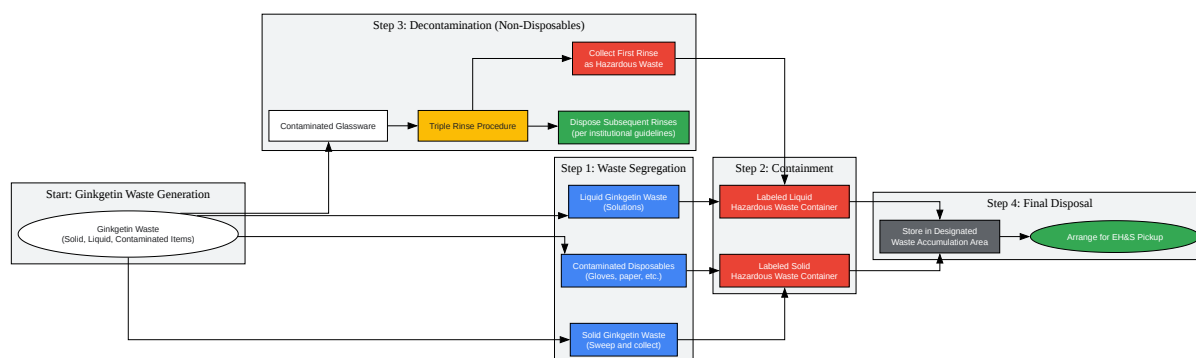 Step 3: Decontamination (Non-Disposables)
Collect First Rinse
as Hazardous Waste
Contaminated Glassware
Triple Rinse Procedure
Dispose Subsequent Rinses
(per institutional guidelines)
Step 1: Waste Segregation
Step 2: Containment
Start: Ginkgetin Waste Generation
Ginkgetin Waste
(Solid, Liquid, Contaminated Items)
Liquid Ginkgetin Waste
(Solutions)
Labeled Liquid
Hazardous Waste Container
Step 4: Final Disposal
Store in Designated
Waste Accumulation Area
Arrange for EH&S Pickup
Contaminated Disposables
(Gloves, paper, etc.)
Labeled Solid
Hazardous Waste Container
Solid Ginkgetin Waste
(Sweep and collect)